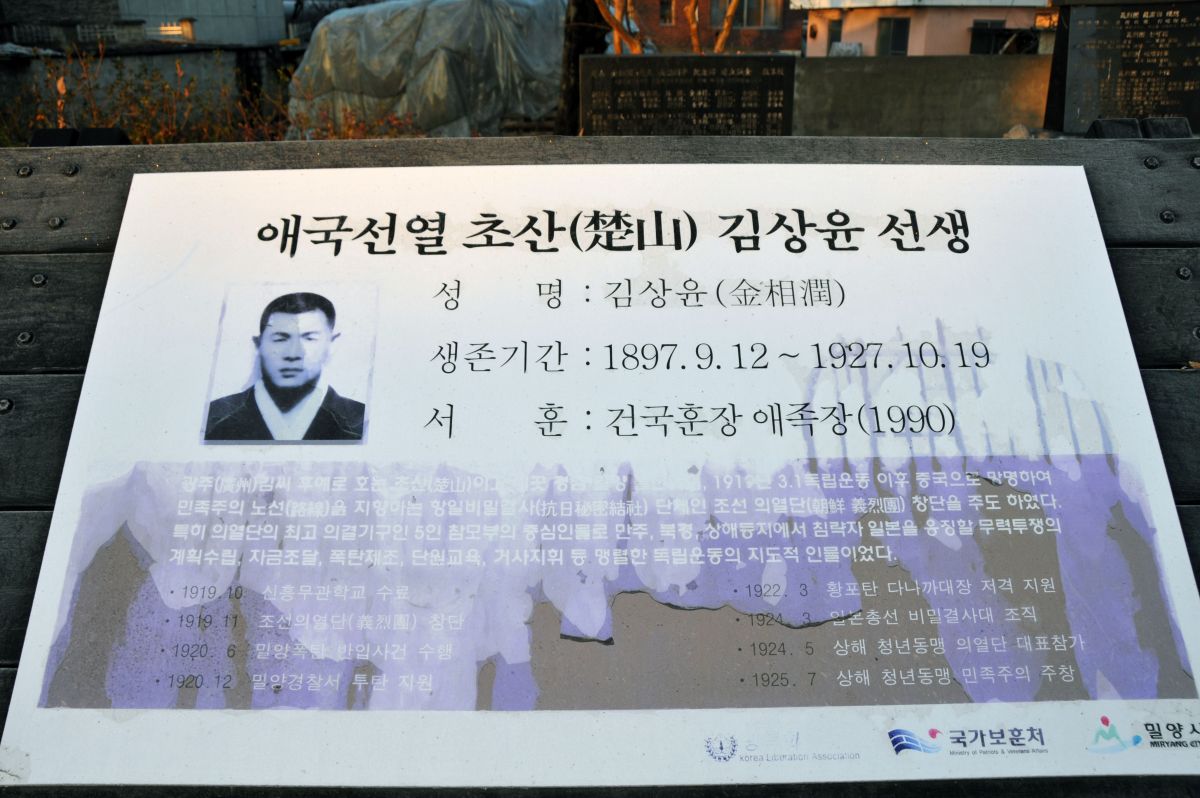 애국선열 초산(楚山) 김상윤 선생
성 명 : 김상윤(金相潤)
생존기간 : 1897. 9. 12 ~ 1927. 10. 19
서 훈 : 건국훈장 애족장(1990)
광주(廣州)김씨 후예로 호는 초산(楚山)이고 1919년 3.1독립운동 이후 중국으로 망명하여
민족주의 노선(路線)을 지향하는 항일비밀결사(抗日秘密結社) 단체인 조선 의열단(朝鮮 義烈團) 창단을 주도 하였다.
특히 의열단의 최고 의결기구인 5인 참모부의 중심인물로 만주, 북경, 상해등지에서 침략자 일본을 응징할 무력투쟁의
계획수립, 자금조달, 폭탄제조, 단원교육, 거사지휘 등 맹렬한 독립운동의 지도적 인물이었다.
· 1919. 10 신흥무관학교 수료
· 1919. 11 조선의열단(義烈團) 창단
· 1920. 6 밀양폭탄 반입사건 수행
· 1920. 12 밀양경찰서 투탄 지원
· 1922. 3 황포탄 다나까대장 저격 지원
· 1924. 3 일본총선 비밀결사대 조직
· 1924. 5 상해 청년동맹 의열단 대표참가
· 1925. 7 상해 청년동맹 민족주의 주창
Korea Liberation Association
국가보훈처
Ministry of Patriots & Veterans Affairs
밀양시
MIRYANG CITY